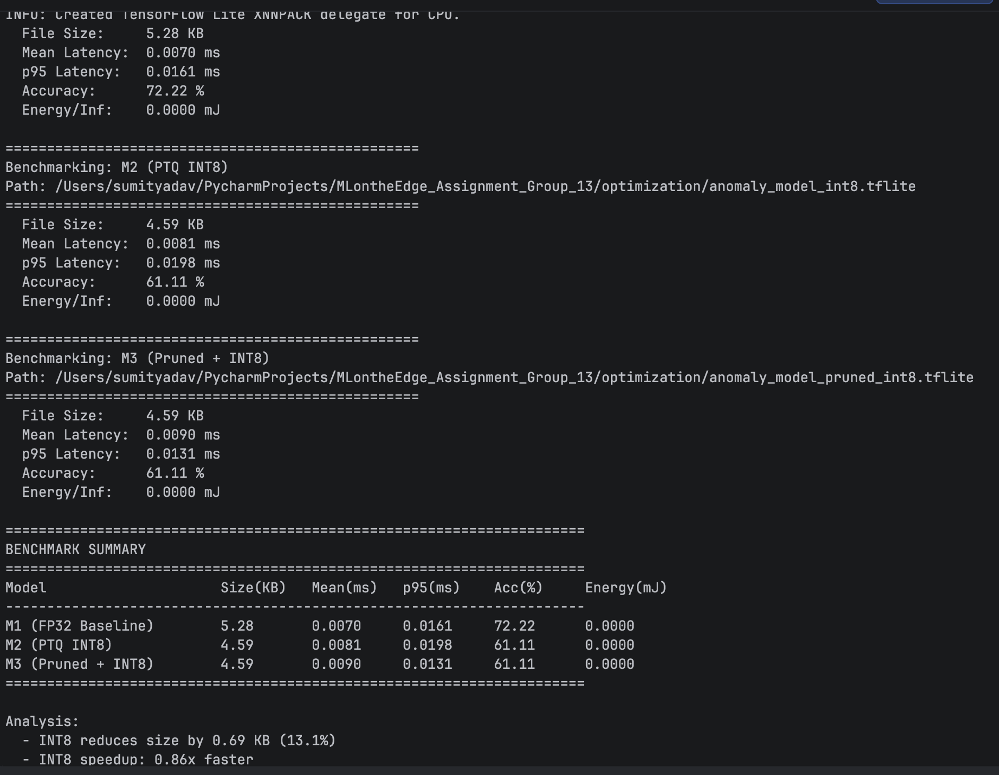 INFO: Created TensorFlow Lite XNNPACK delegate for CPU.
  File Size:     5.28 KB
  Mean Latency:  0.0070 ms
  p95 Latency:   0.0161 ms
  Accuracy:      72.22 %
  Energy/Inf:    0.0000 mJ

==================================================
Benchmarking: M2 (PTQ INT8)
Path: /Users/sumityadav/PycharmProjects/MLontheEdge_Assignment_Group_13/optimization/anomaly_model_int8.tflite
==================================================
  File Size:     4.59 KB
  Mean Latency:  0.0081 ms
  p95 Latency:   0.0198 ms
  Accuracy:      61.11 %
  Energy/Inf:    0.0000 mJ

==================================================
Benchmarking: M3 (Pruned + INT8)
Path: /Users/sumityadav/PycharmProjects/MLontheEdge_Assignment_Group_13/optimization/anomaly_model_pruned_int8.tflite
==================================================
  File Size:     4.59 KB
  Mean Latency:  0.0090 ms
  p95 Latency:   0.0131 ms
  Accuracy:      61.11 %
  Energy/Inf:    0.0000 mJ

======================================================================
BENCHMARK SUMMARY
======================================================================
Model                     Size(KB)   Mean(ms)   p95(ms)    Acc(%)     Energy(mJ)
----------------------------------------------------------------------
M1 (FP32 Baseline)        5.28       0.0070     0.0161     72.22      0.0000
M2 (PTQ INT8)             4.59       0.0081     0.0198     61.11      0.0000
M3 (Pruned + INT8)        4.59       0.0090     0.0131     61.11      0.0000
======================================================================

Analysis:
  - INT8 reduces size by 0.69 KB (13.1%)
  - INT8 speedup: 0.86x faster